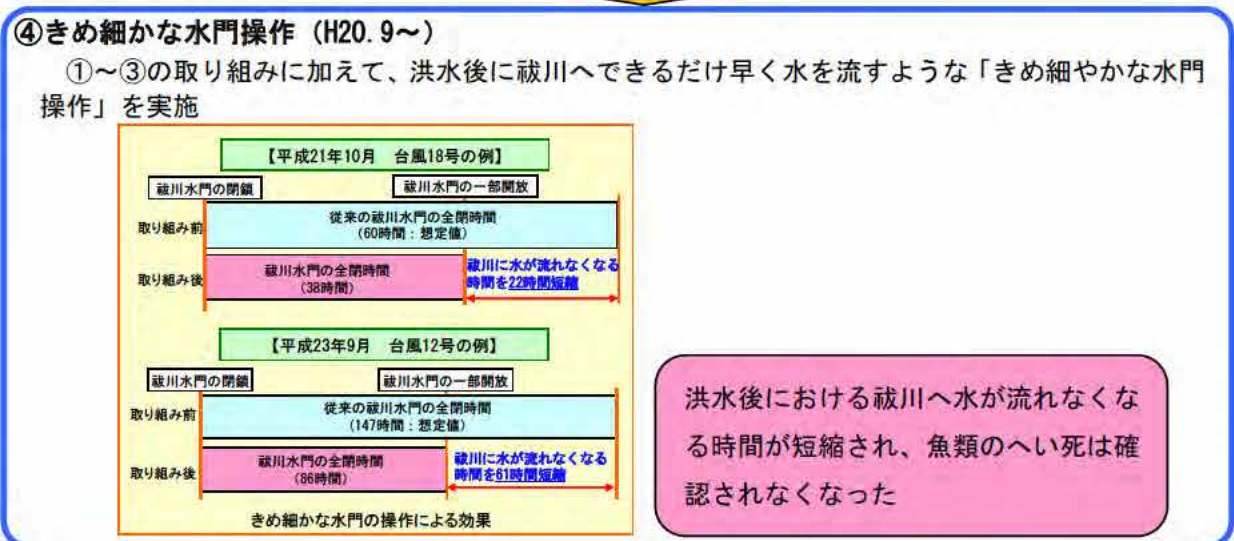 ④きめ細かな水門操作（H20.9～）
①～③の取り組みに加えて、洪水後に祓川へできるだけ早く水を流すような「きめ細やかな水門
操作」を実施
【平成21年10月　台風18号の例】
祓川水門の閉鎖
祓川水門の一部開放
取り組み前
従来の祓川水門の全閉時間
（60時間：想定値）
取り組み後
祓川水門の全閉時間
（38時間）
祓川に水が流れなくなる
時間を22時間短縮
【平成23年9月　台風12号の例】
祓川水門の閉鎖
祓川水門の一部開放
取り組み前
従来の祓川水門の全閉時間
（147時間：想定値）
取り組み後
祓川水門の全閉時間
（86時間）
祓川に水が流れなくなる
時間を61時間短縮
きめ細かな水門の操作による効果
洪水後における祓川へ水が流れなくな
る時間が短縮され、魚類のへい死は確
認されなくなった